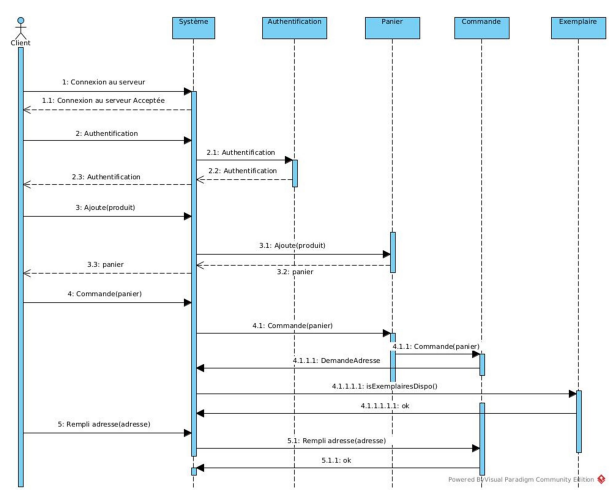 Système
Authentification
Panier
Commande
Exemplaire
Client
1: Connexion au serveur
1.1: Connexion au serveur Acceptée
2: Authentification
2.1: Authentification
2.2: Authentification
2.3: Authentification
3: Ajoute(produit)
3.1: Ajoute(produit)
3.2: panier
3.3: panier
4: Commande(panier)
4.1: Commande(panier)
4.1.1: Commande(panier)
4.1.1.1: DemandeAdresse
4.1.1.1.1: isExemplairesDispo()
4.1.1.1.1.1: ok
5: Rempli adresse(adresse)
5.1: Rempli adresse(adresse)
5.1.1: ok
Powered By Visual Paradigm Community Edition